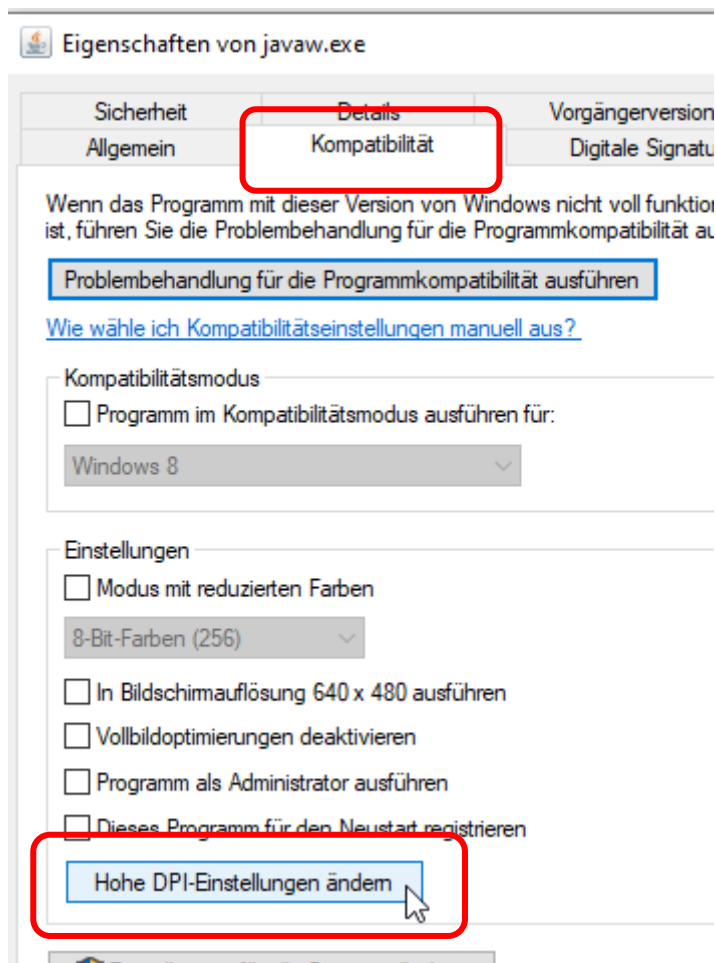 Eigenschaften von javaw.exe
Sicherheit Details Vorgängerversion
Allgemein Kompatibilität Digitale Signatu
Wenn das Programm mit dieser Version von Windows nicht voll funktion
ist, führen Sie die Problembehandlung für die Programmkompatibilität au
Problembehandlung für die Programmkompatibilität ausführen
Wie wähle ich Kompatibilitätseinstellungen manuell aus?
Kompatibilitätsmodus
Programm im Kompatibilitätsmodus ausführen für:
Windows 8
Einstellungen
Modus mit reduzierten Farben
8-Bit-Farben (256)
In Bildschirmauflösung 640 x 480 ausführen
Vollbildoptimierungen deaktivieren
Programm als Administrator ausführen
Dieses Programm für den Neustart registrieren
Hohe DPI-Einstellungen ändern